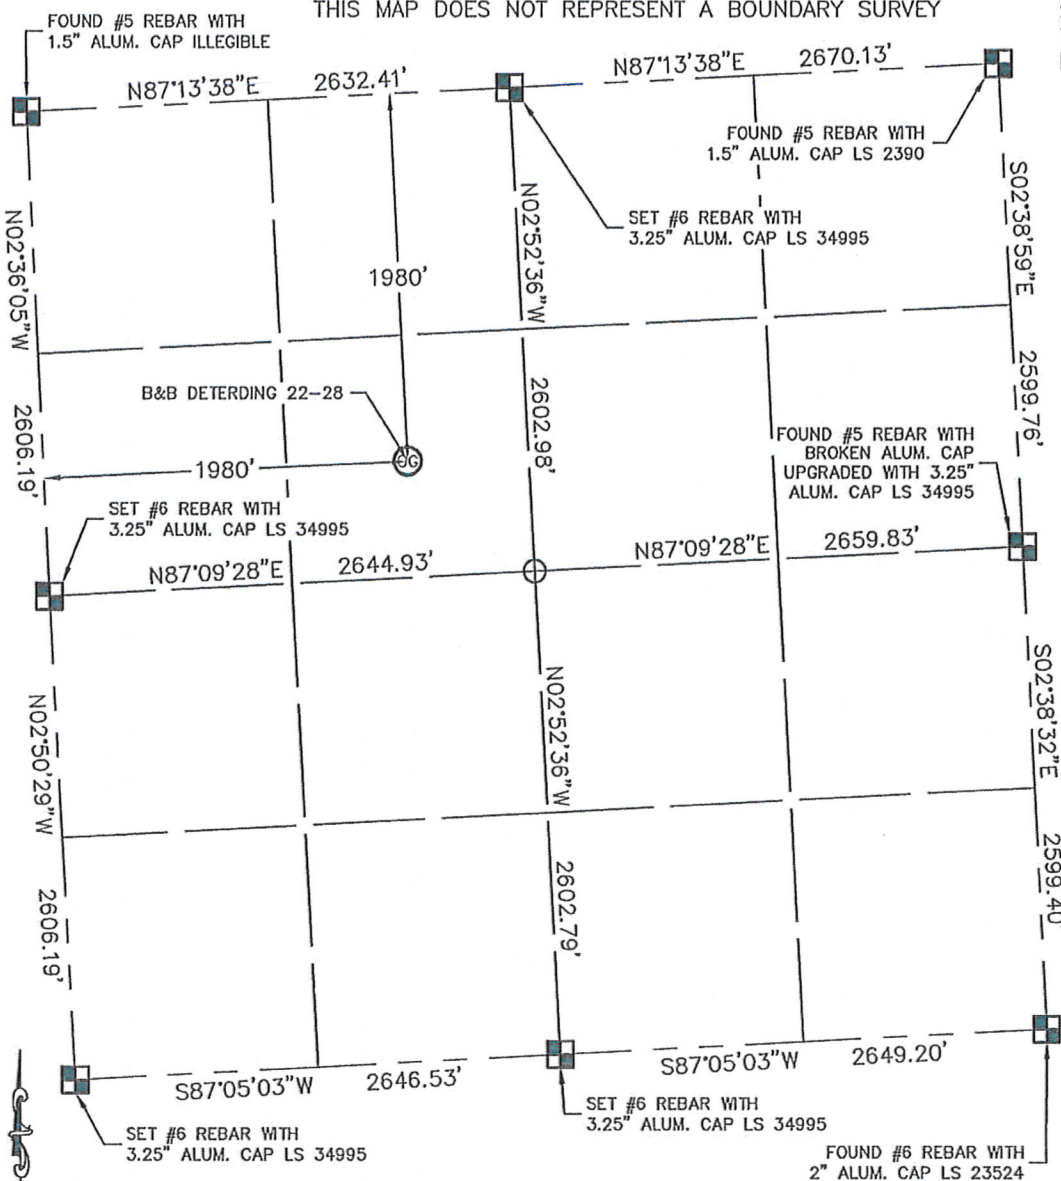 THIS MAP DOES NOT REPRESENT A BOUNDARY SURVEY
FOUND #5 REBAR WITH
1.5" ALUM. CAP ILLEGIBLE
N87°13'38"E
2632.41'
N87°13'38"E
2670.13'
FOUND #5 REBAR WITH
1.5" ALUM. CAP LS 2390
SET #6 REBAR WITH
3.25" ALUM. CAP LS 34995
N02°36'05"W
2606.19'
1980'
N02°52'36"W
2602.98'
S02°38'59"E
2599.76'
B&B DETERDING 22-28
OG
1980'
FOUND #5 REBAR WITH
BROKEN ALUM. CAP
UPGRADED WITH 3.25"
ALUM. CAP LS 34995
SET #6 REBAR WITH
3.25" ALUM. CAP LS 34995
N87°09'28"E
2644.93'
N87°09'28"E
2659.83'
N02°50'29"W
2606.19'
N02°52'36"W
2602.79'
S02°38'32"E
2599.40
S87°05'03"W
2646.53'
S87°05'03"W
2649.20'
SET #6 REBAR WITH
3.25" ALUM. CAP LS 34995
SET #6 REBAR WITH
3.25" ALUM. CAP LS 34995
FOUND #6 REBAR WITH
2" ALUM. CAP LS 23524